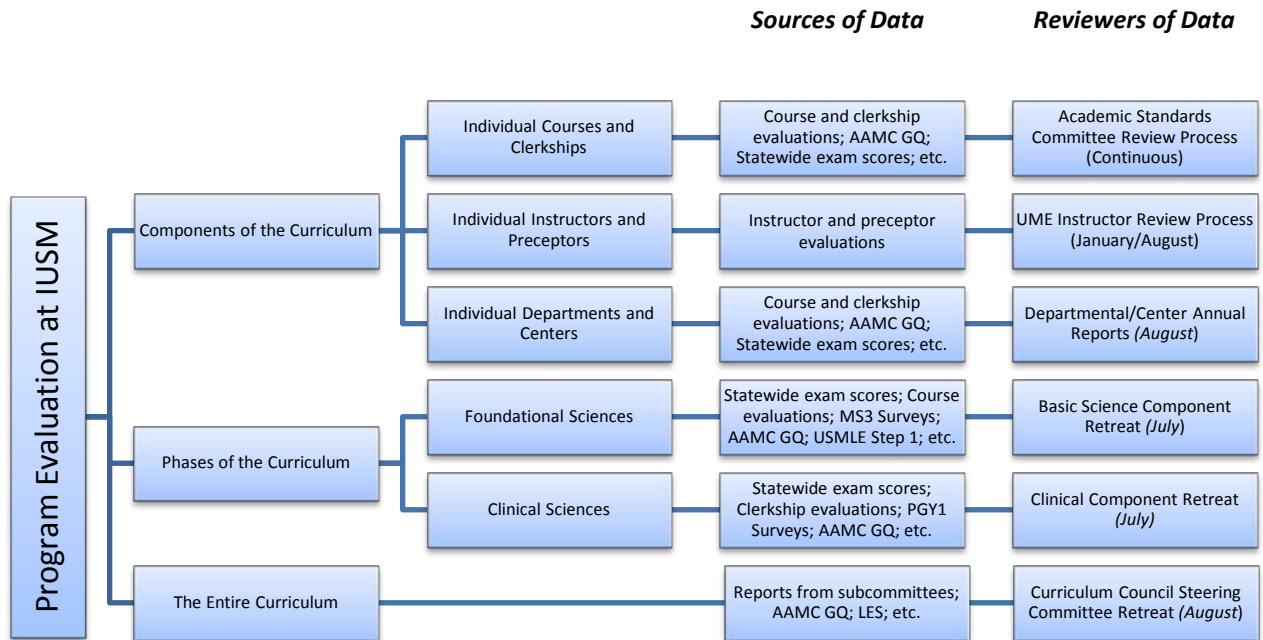 Sources of Data
Reviewers of Data
Program Evaluation at IUSM
Components of the Curriculum
Individual Courses and
Clerkships
Course and clerkship
evaluations; AAMC GQ;
Statewide exam scores; etc.
Academic Standards
Committee Review Process
(Continuous)
Individual Instructors and
Preceptors
Instructor and preceptor
evaluations
UME Instructor Review Process
(January/August)
Individual Departments and
Centers
Course and clerkship
evaluations; AAMC GQ;
Statewide exam scores; etc.
Departmental/Center Annual
Reports (August)
Phases of the Curriculum
Foundational Sciences
Statewide exam scores; Course
evaluations; MS3 Surveys;
AAMC GQ; USMLE Step 1; etc.
Basic Science Component
Retreat (July)
Clinical Sciences
Statewide exam scores;
Clerkship evaluations; PGY1
Surveys; AAMC GQ; etc.
Clinical Component Retreat
(July)
The Entire Curriculum
Reports from subcommittees;
AAMC GQ; LES; etc.
Curriculum Council Steering
Committee Retreat (August)